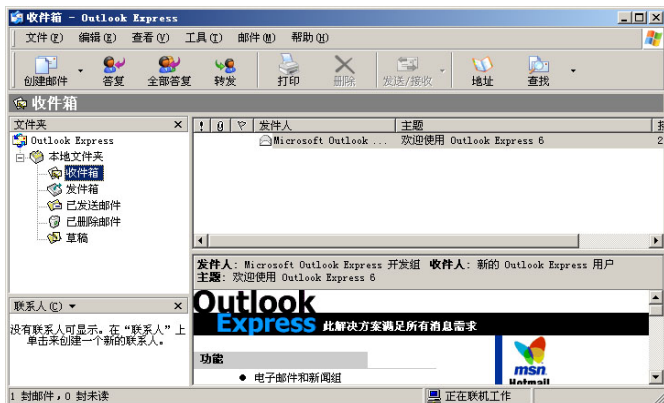 收件箱 - Outlook Express
文件(F) 编辑(E) 查看(V) 工具(T) 邮件(M) 帮助(H)
创建邮件 答复 全部答复 转发 打印 删除 发送/接收 地址 查找
收件箱
文件夹 ×
Outlook Express
本地文件夹
收件箱
发件箱
已发送邮件
已删除邮件
草稿
! 发件人 主题
Microsoft Outlook ... 欢迎使用 Outlook Express 6 2
发件人: Microsoft Outlook Express 开发组 收件人: 新的 Outlook Express 用户
主题: 欢迎使用 Outlook Express 6
联系人(C) ×
没有联系人可显示。在“联系人”上
单击来创建一个新的联系人。
Outlook
Express 此解决方案满足所有消息需求
功能
• 电子邮件和新闻组
msn
Hotmail
1 封邮件，0 封未读 正在联机工作